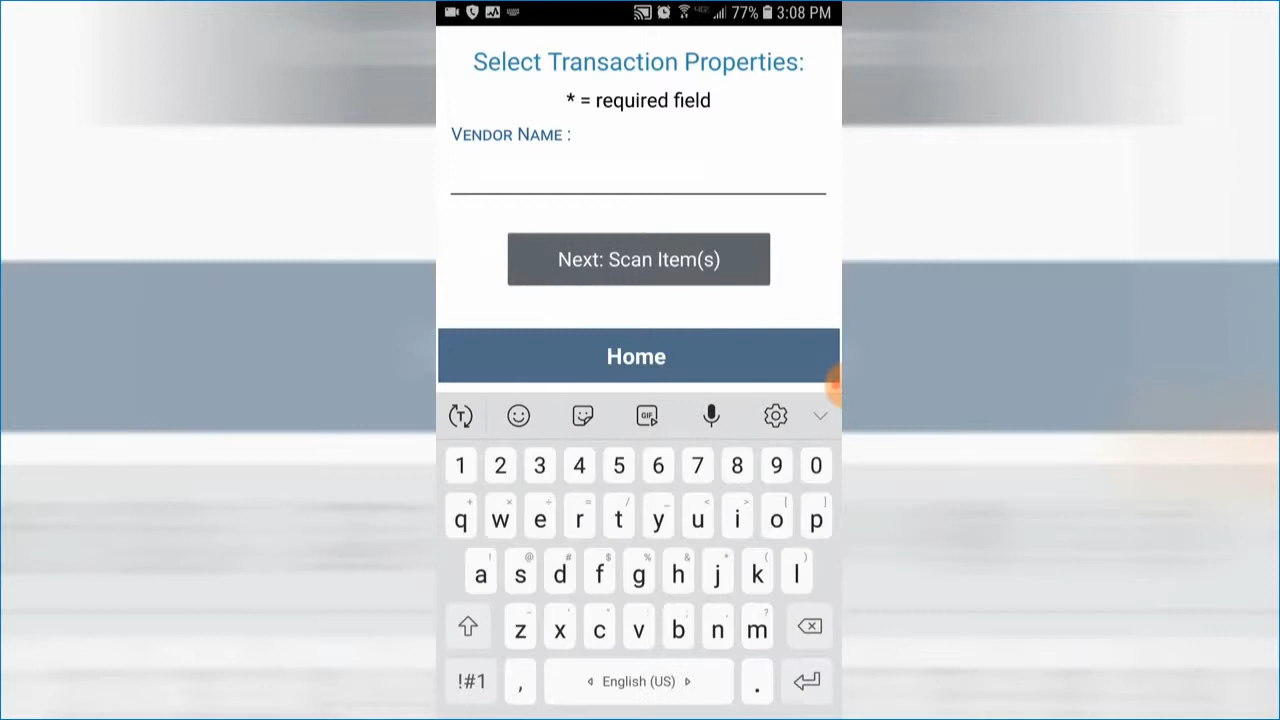 77% 3:08 PM
Select Transaction Properties:
* = required field
VENDOR NAME :
Next: Scan Item(s)
Home
GIF
1 2 3 4 5 6 7 8 9 0
q w e r t y u i o p
a s d f g h j k l
z x c v b n m
!#1 , English (US) .